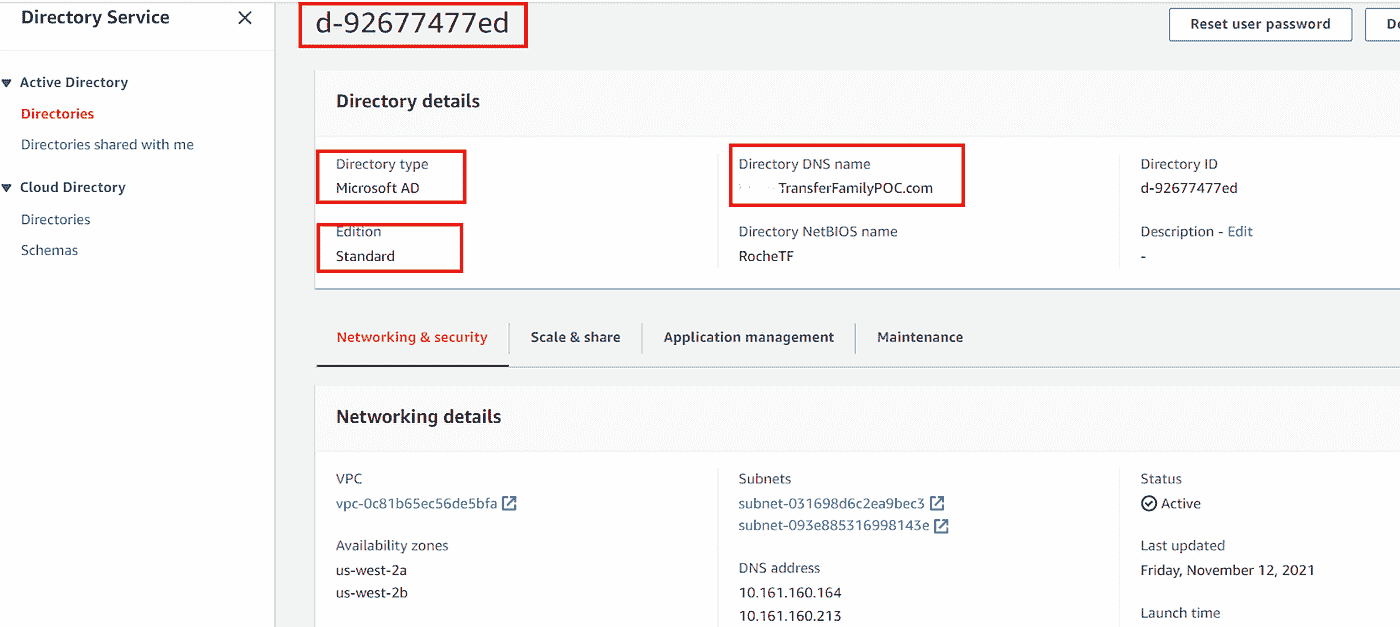 Directory Service
Active Directory
Directories
Directories shared with me
Cloud Directory
Directories
Schemas
d-92677477ed
Reset user password
Directory details
Directory type
Microsoft AD
Edition
Standard
Directory DNS name
TransferFamilyPOC.com
Directory NetBIOS name
RocheTF
Directory ID
d-92677477ed
Description - Edit
-
Networking & security
Scale & share
Application management
Maintenance
Networking details
VPC
vpc-0c81b65ec56de5bfa
Availability zones
us-west-2a
us-west-2b
Subnets
subnet-031698d6c2ea9bec3
subnet-093e885316998143e
DNS address
10.161.160.164
10.161.160.213
Status
Active
Last updated
Friday, November 12, 2021
Launch time